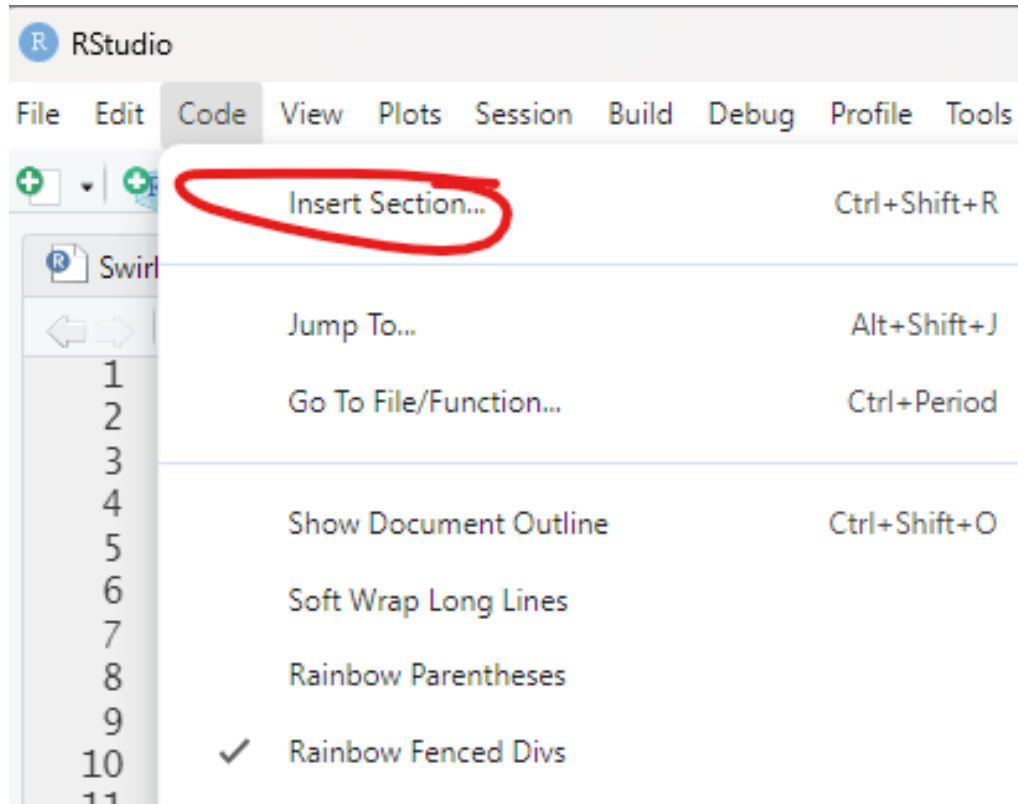 R RStudio
File Edit Code View Plots Session Build Debug Profile Tools
R
Insert Section... Ctrl+Shift+R
R Swirl
Jump To... Alt+Shift+J
1
Go To File/Function... Ctrl+Period
2
3
4
Show Document Outline Ctrl+Shift+O
5
6
Soft Wrap Long Lines
7
8
Rainbow Parentheses
9
10
Rainbow Fenced Divs
11